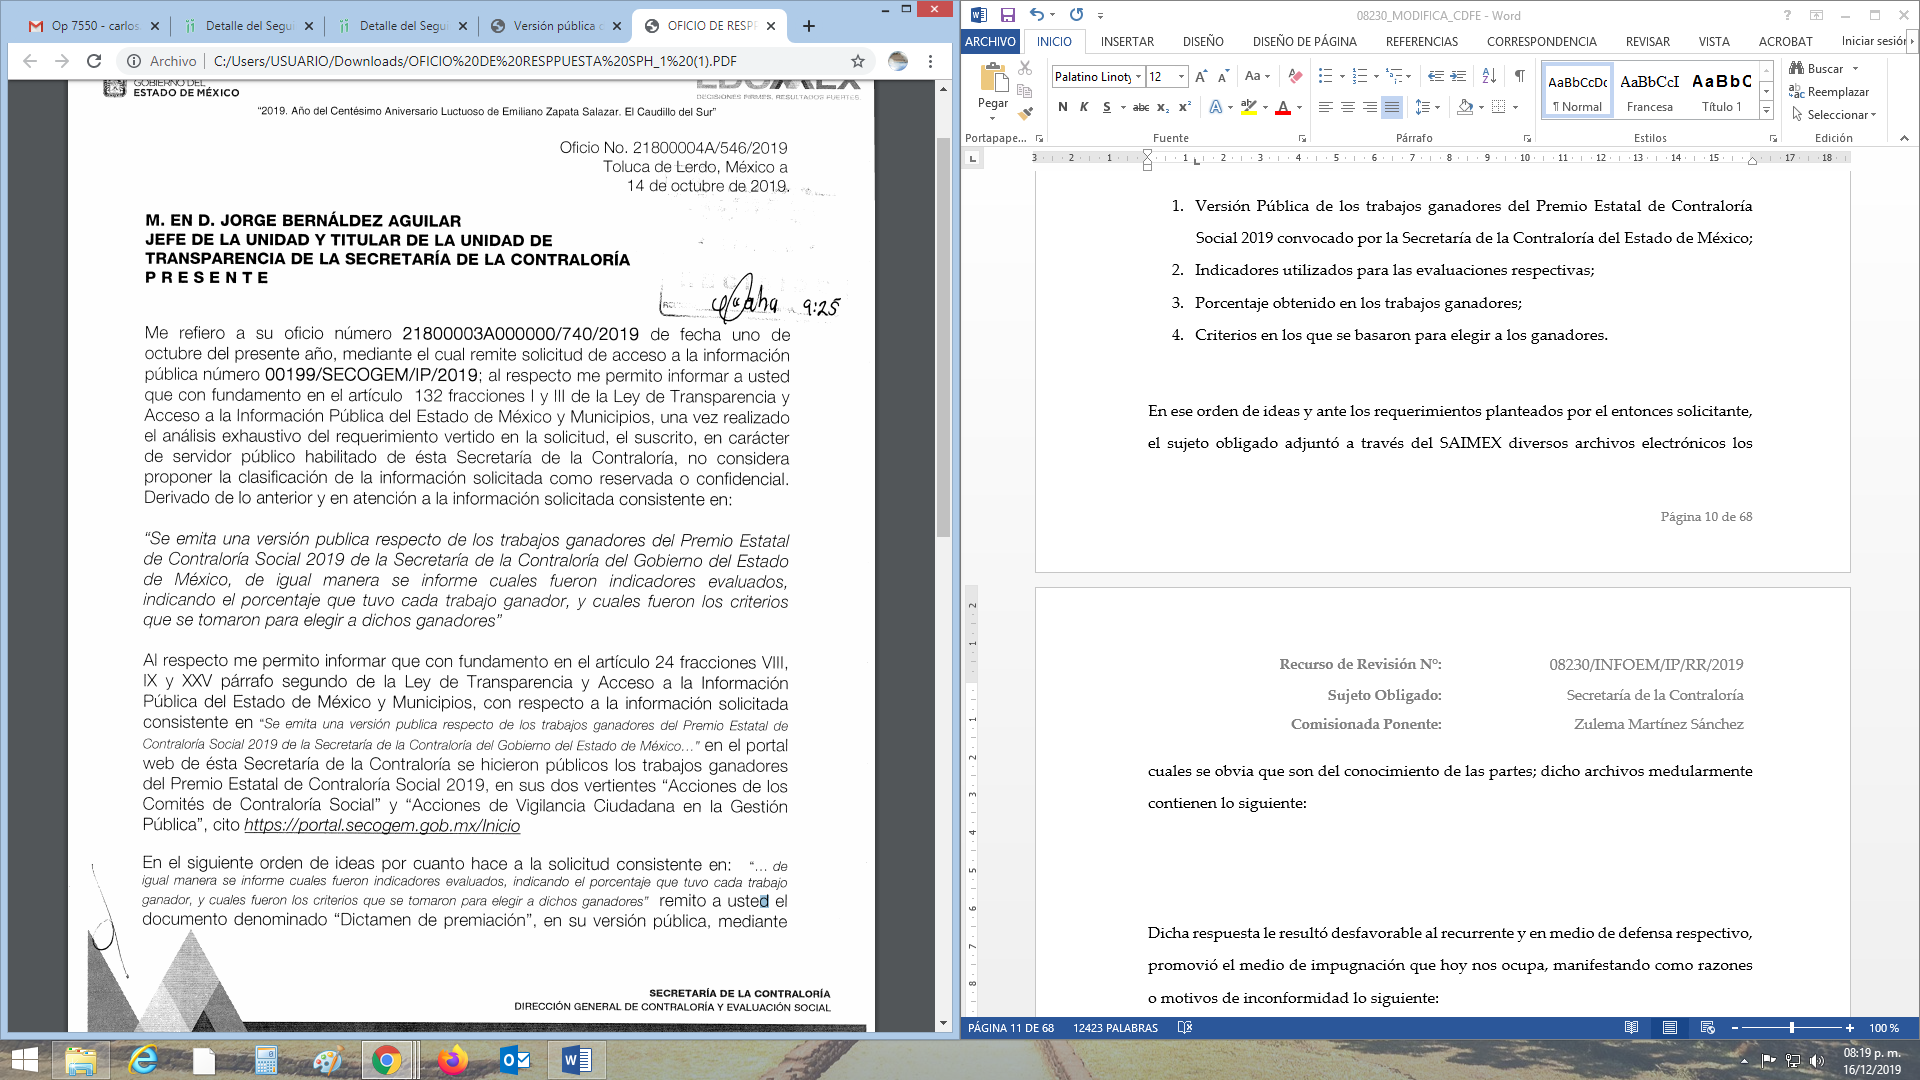 Op 7550 - carlos
Detalle del Segu
Detalle del Segu
Versión pública c
OFICIO DE RESP
Archivo
C:/Users/USUARIO/Downloads/OFICIO%20DE%20RESPPUESTA%20SPH_1%20(1).PDF
GOBIERNO DEL
ESTADO DE MÉXICO
EDOMEX
DECISIONES FIRMES, RESULTADOS FUERTES.
"2019. Año del Centésimo Aniversario Luctuoso de Emiliano Zapata Salazar. El Caudillo del Sur"
Oficio No. 21800004A/546/2019
Toluca de Lerdo, México a
14 de octubre de 2019.
M. EN D. JORGE BERNÁLDEZ AGUILAR
JEFE DE LA UNIDAD Y TITULAR DE LA UNIDAD DE
TRANSPARENCIA DE LA SECRETARÍA DE LA CONTRALORÍA
P R E S E N T E
9:25
Me refiero a su oficio número 21800003A000000/740/2019 de fecha uno de
octubre del presente año, mediante el cual remite solicitud de acceso a la información
pública número 00199/SECOGEM/IP/2019; al respecto me permito informar a usted
que con fundamento en el artículo 132 fracciones I y III de la Ley de Transparencia y
Acceso a la Información Pública del Estado de México y Municipios, una vez realizado
el análisis exhaustivo del requerimiento vertido en la solicitud, el suscrito, en carácter
de servidor público habilitado de ésta Secretaría de la Contraloría, no considera
proponer la clasificación de la información solicitada como reservada o confidencial.
Derivado de lo anterior y en atención a la información solicitada consistente en:
"Se emita una versión publica respecto de los trabajos ganadores del Premio Estatal
de Contraloría Social 2019 de la Secretaría de la Contraloría del Gobierno del Estado
de México, de igual manera se informe cuales fueron indicadores evaluados,
indicando el porcentaje que tuvo cada trabajo ganador, y cuales fueron los criterios
que se tomaron para elegir a dichos ganadores"
Al respecto me permito informar que con fundamento en el artículo 24 fracciones VIII,
IX y XXV párrafo segundo de la Ley de Transparencia y Acceso a la Información
Pública del Estado de México y Municipios, con respecto a la información solicitada
consistente en "Se emita una versión publica respecto de los trabajos ganadores del Premio Estatal de
Contraloría Social 2019 de la Secretaría de la Contraloría del Gobierno del Estado de México..." en el portal
web de ésta Secretaría de la Contraloría se hicieron públicos los trabajos ganadores
del Premio Estatal de Contraloría Social 2019, en sus dos vertientes "Acciones de los
Comités de Contraloría Social" y "Acciones de Vigilancia Ciudadana en la Gestión
Pública", cito https://portal.secogem.gob.mx/Inicio
En el siguiente orden de ideas por cuanto hace a la solicitud consistente en: "... de
igual manera se informe cuales fueron indicadores evaluados, indicando el porcentaje que tuvo cada trabajo
ganador, y cuales fueron los criterios que se tomaron para elegir a dichos ganadores" remito a usted el
documento denominado "Dictamen de premiación", en su versión pública, mediante
SECRETARÍA DE LA CONTRALORÍA
DIRECCIÓN GENERAL DE CONTRALORÍA Y EVALUACIÓN SOCIAL
08230_MODIFICA_CDFE - Word
ARCHIVO INICIO INSERTAR DISEÑO DISEÑO DE PÁGINA REFERENCIAS CORRESPONDENCIA REVISAR VISTA ACROBAT Iniciar sesión
Pegar
Palatino Linoty 12
N K S abc x₂ x²
Portapape...
Fuente
Párrafo
AaBbCcDc AaBbCcI AaBbC
¶ Normal Francesa Título 1
Estilos
Buscar
Reemplazar
Seleccionar
Edición
3 2 1 1 2 3 4 5 6 7 8 9 10 11 12 13 14 15 17 18
1. Versión Pública de los trabajos ganadores del Premio Estatal de Contraloría
Social 2019 convocado por la Secretaría de la Contraloría del Estado de México;
2. Indicadores utilizados para las evaluaciones respectivas;
3. Porcentaje obtenido en los trabajos ganadores;
4. Criterios en los que se basaron para elegir a los ganadores.
En ese orden de ideas y ante los requerimientos planteados por el entonces solicitante,
el sujeto obligado adjuntó a través del SAIMEX diversos archivos electrónicos los
Página 10 de 68
Recurso de Revisión Nº: 08230/INFOEM/IP/RR/2019
Sujeto Obligado: Secretaría de la Contraloría
Comisionada Ponente: Zulema Martínez Sánchez
cuales se obvia que son del conocimiento de las partes; dicho archivos medularmente
contienen lo siguiente:
Dicha respuesta le resultó desfavorable al recurrente y en medio de defensa respectivo,
promovió el medio de impugnación que hoy nos ocupa, manifestando como razones
o motivos de inconformidad lo siguiente:
PÁGINA 11 DE 68 12423 PALABRAS
100 %
08:19 p. m.
16/12/2019